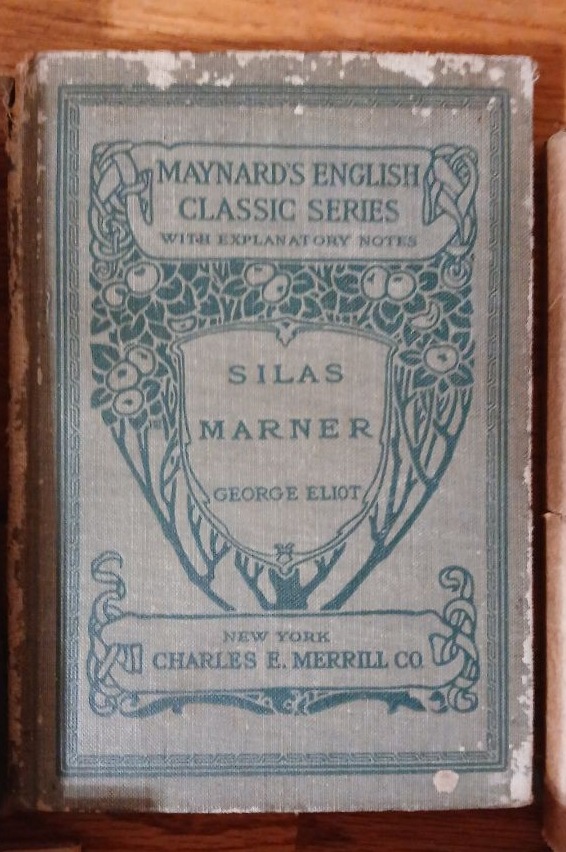 MAYNARD'S ENGLISH
CLASSIC SERIES
WITH EXPLANATORY NOTES
SILAS
MARNER
GEORGE ELIOT
NEW YORK
CHARLES E. MERRILL CO